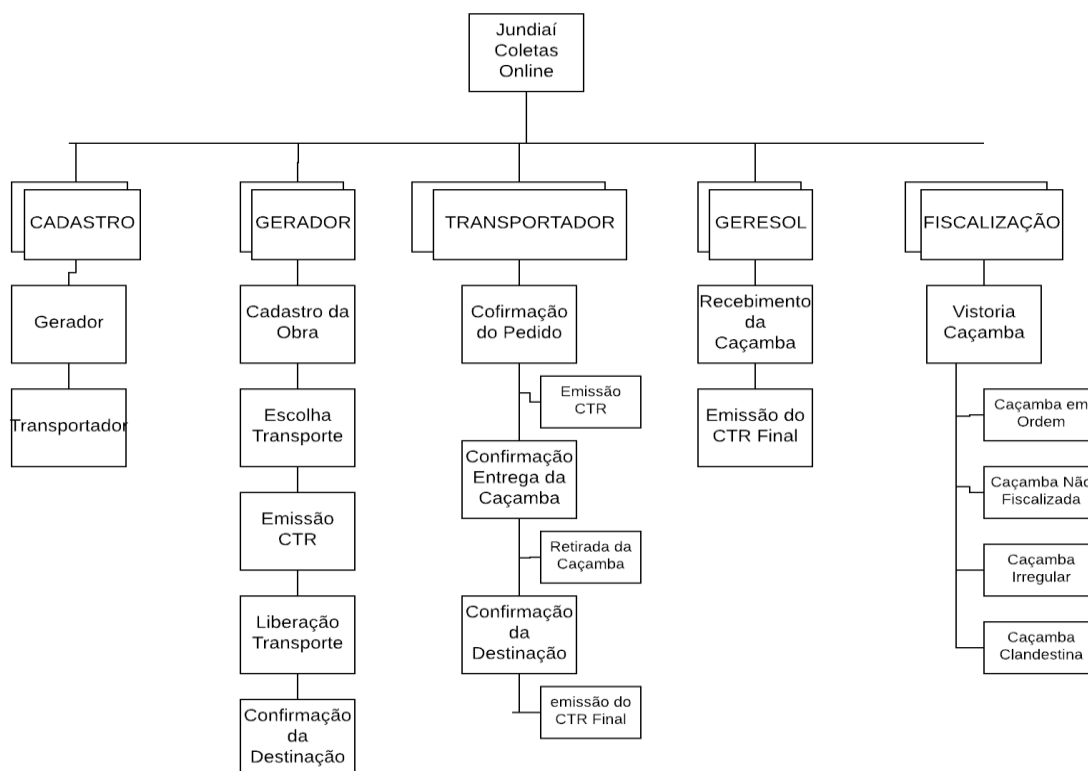 Jundiaí
Coletas
Online
CADASTRO
Gerador
Transportador
GERADOR
Cadastro da
Obra
Escolha
Transporte
Emissão
CTR
Liberação
Transporte
Confirmação
da
Destinação
TRANSPORTADOR
Cofirmação
do Pedido
Emissão
CTR
Confirmação
Entrega da
Caçamba
Retirada da
Caçamba
Confirmação
da
Destinação
emissão do
CTR Final
GERESOL
Recebimento
da
Caçamba
Emissão do
CTR Final
FISCALIZAÇÃO
Vistoria
Caçamba
Caçamba em
Ordem
Caçamba Não
Fiscalizada
Caçamba
Irregular
Caçamba
Clandestina